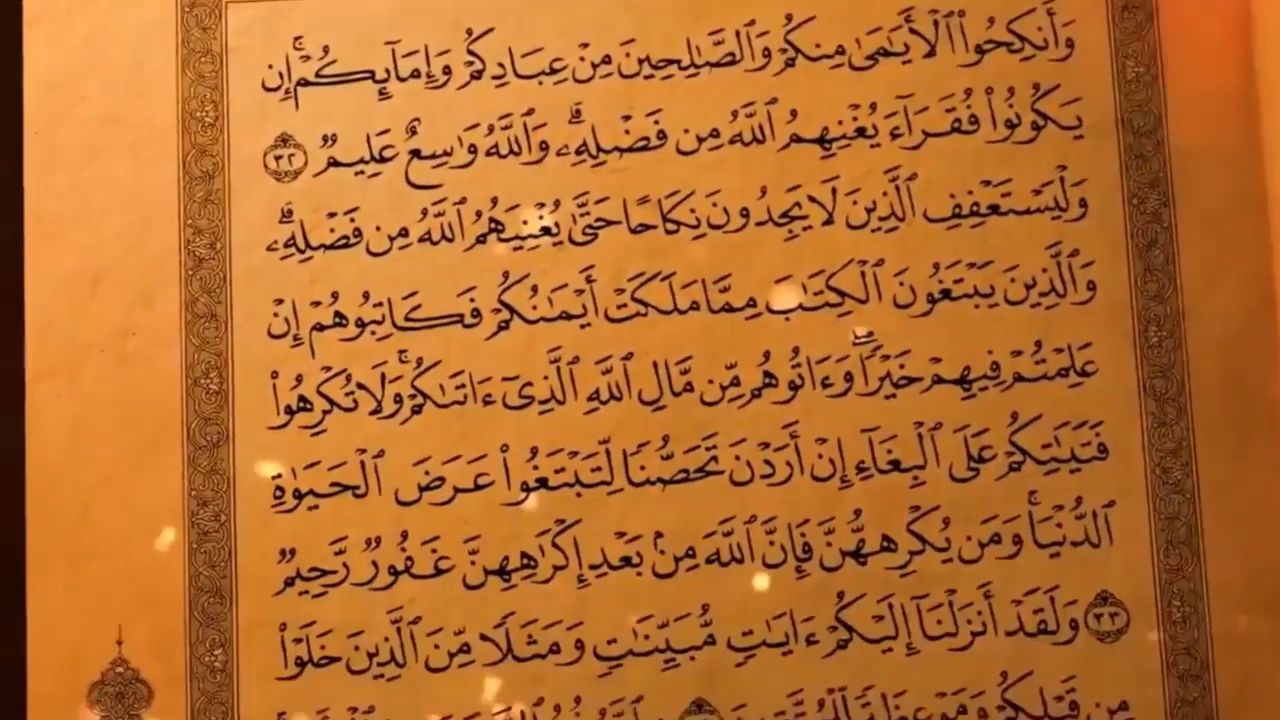 وَأَنكِحُوا۟ ٱلْأَيَـٰمَىٰ مِنكُمْ وَٱلصَّـٰلِحِينَ مِنْ عِبَادِكُمْ وَإِمَآئِكُمْ ۚ إِن
يَكُونُوا۟ فُقَرَآءَ يُغْنِهِمُ ٱللَّهُ مِن فَضْلِهِۦ ۗ وَٱللَّهُ وَٰسِعٌ عَلِيمٌ ٣٢
وَلْيَسْتَعْفِفِ ٱلَّذِينَ لَا يَجِدُونَ نِكَاحًا حَتَّىٰ يُغْنِيَهُمُ ٱللَّهُ مِن فَضْلِهِۦ ۗ
وَٱلَّذِينَ يَبْتَغُونَ ٱلْكِتَـٰبَ مِمَّا مَلَكَتْ أَيْمَـٰنُكُمْ فَكَاتِبُوهُمْ إِنْ
عَلِمْتُمْ فِيهِمْ خَيْرًا ۖ وَءَاتُوهُم مِّن مَّالِ ٱللَّهِ ٱلَّذِىٓ ءَاتَىٰكُمْ ۚ وَلَا تُكْرِهُوا۟
فَتَيَـٰتِكُمْ عَلَى ٱلْبِغَآءِ إِنْ أَرَدْنَ تَحَصُّنًا لِّتَبْتَغُوا۟ عَرَضَ ٱلْحَيَوٰةِ
ٱلدُّنْيَا ۚ وَمَن يُكْرِههُّنَّ فَإِنَّ ٱللَّهَ مِنۢ بَعْدِ إِكْرَٰهِهِنَّ غَفُورٌ رَّحِيمٌ
٣٣ وَلَقَدْ أَنزَلْنَآ إِلَيْكُمْ ءَايَـٰتٍ مُّبَيِّنَـٰتٍ وَمَثَلًا مِّنَ ٱلَّذِينَ خَلَوْا۟
مِن قَبْلِكُمْ وَمَوْعِظَةً لِّلْمُتَّقِينَ